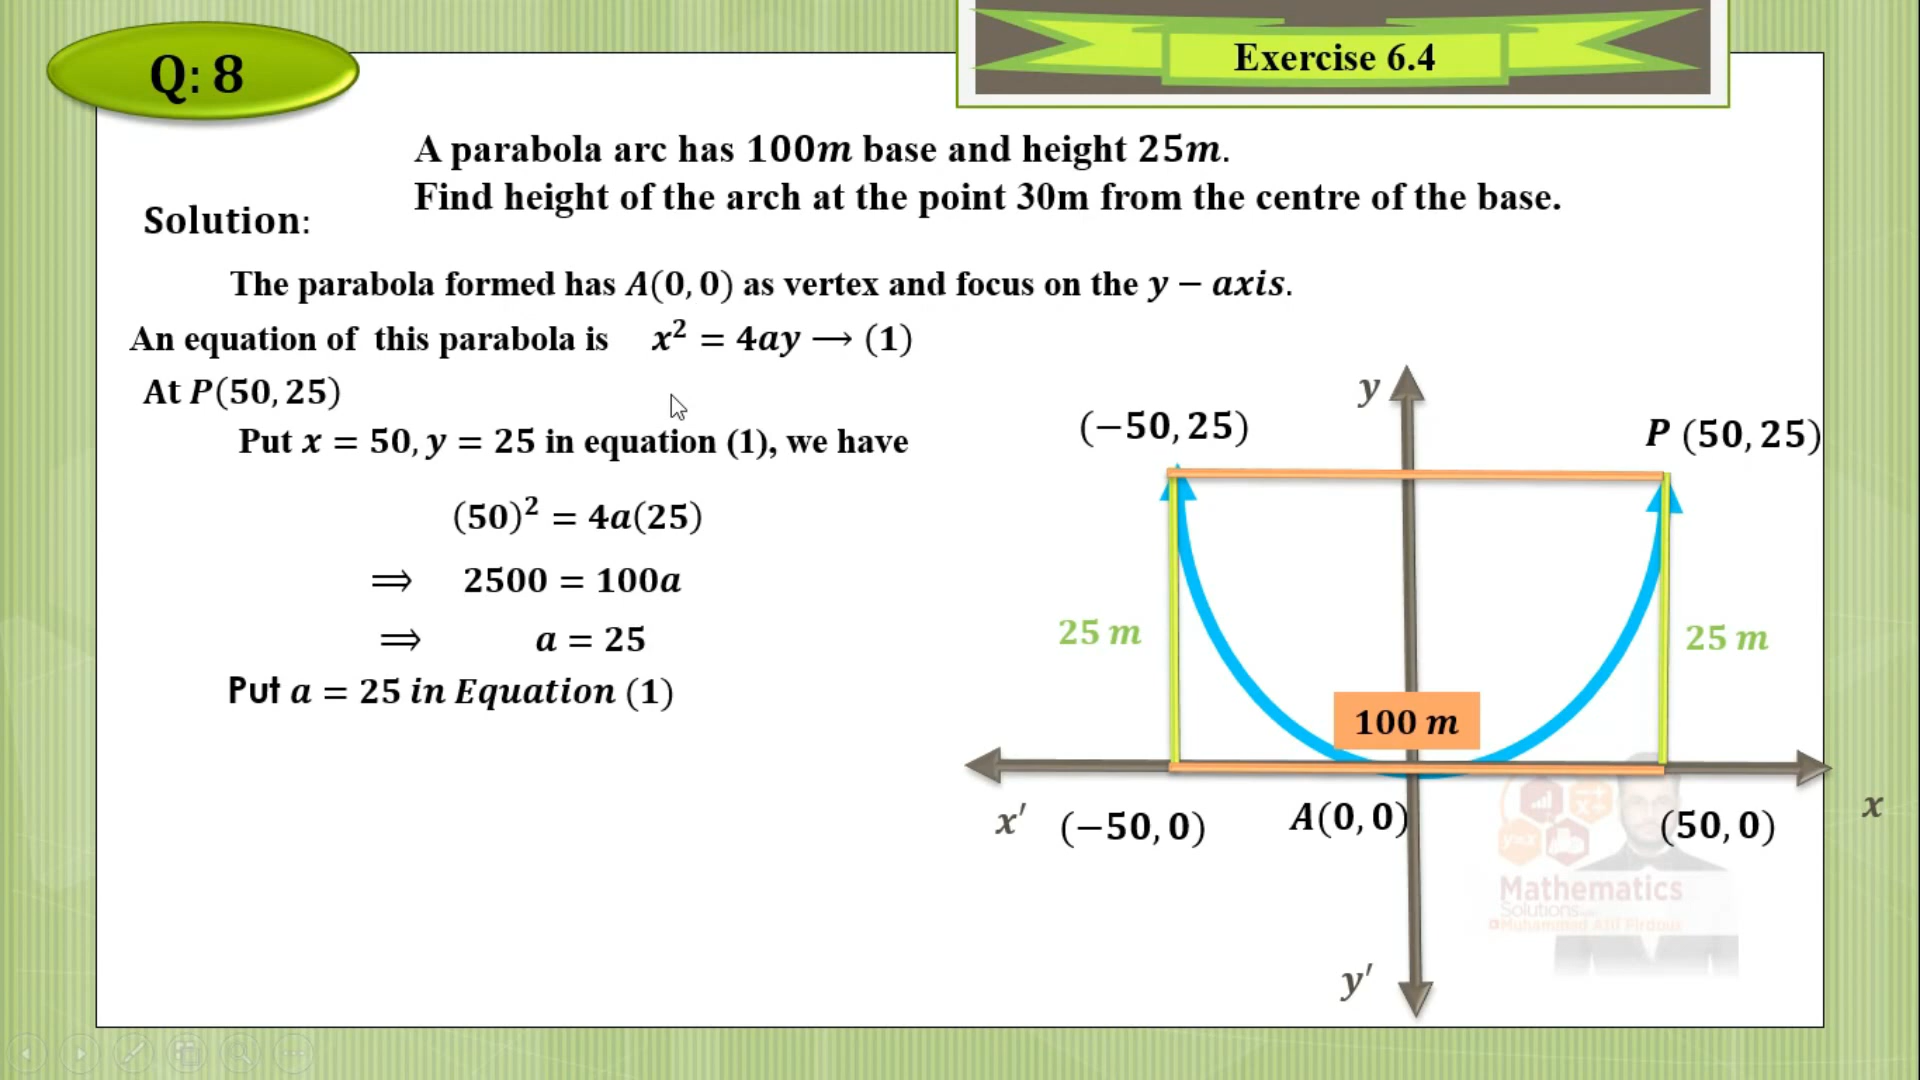 Q: 8
Exercise 6.4
A parabola arc has 100m base and height 25m.
Find height of the arch at the point 30m from the centre of the base.
Solution:
The parabola formed has A(0, 0) as vertex and focus on the y − axis.
An equation of this parabola is x² = 4ay ⟶ (1)
At P(50, 25)
Put x = 50, y = 25 in equation (1), we have
(50)² = 4a(25)
⟹ 2500 = 100a
⟹ a = 25
Put a = 25 in Equation (1)
y
(−50, 25)
P (50, 25)
25 m
25 m
100 m
x′
(−50, 0)
A(0, 0)
(50, 0)
x
y′
Mathematics
Solutions
Muhammad Atif Firdous